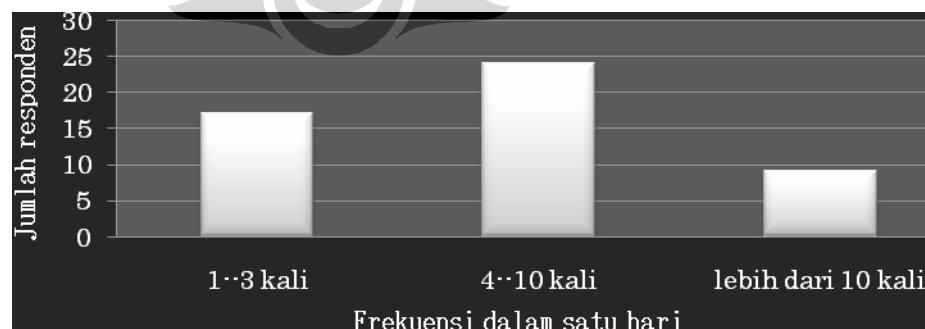 Jumlah responden
30
25
20
15
10
5
0
1--3 kali
4--10 kali
lebih dari 10 kali
Frekuensi dalam satu hari